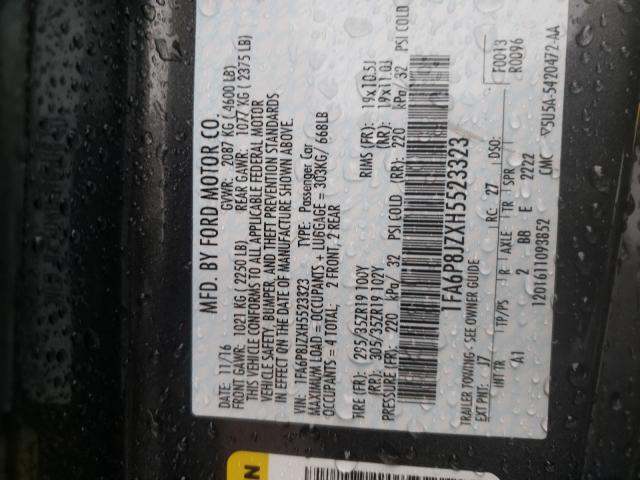 MFD. BY FORD MOTOR CO.
DATE: 11/16 GVWR: 2087 KG ( 4600 LB)
FRONT GAWR: 1021 KG ( 2250 LB) REAR GAWR: 1077 KG ( 2375 LB)
THIS VEHICLE CONFORMS TO ALL APPLICABLE FEDERAL MOTOR
VEHICLE SAFETY, BUMPER, AND THEFT PREVENTION STANDARDS
IN EFFECT ON THE DATE OF MANUFACTURE SHOWN ABOVE.
VIN: 1FA6P8JZXH5523323 TYPE: Passenger Car
MAXIMUM LOAD = OCCUPANTS + LUGGAGE = 303KG / 668LB
OCCUPANTS = 4 TOTAL: 2 FRONT, 2 REAR
TIRE (FR): 295/35ZR19 100Y RIMS (FR): 19x10.5J
(RR): 305/35ZR19 102Y (RR): 19x11.0J
PRESSURE (FR): 220 kPa/ 32 PSI COLD (RR): 220 kPa/ 32 PSI COLD
1FA6P8JZXH5523323
TRAILER TOWING - SEE OWNER GUIDE
EXT PNT: J7 RC: 27 DSO: F0013
R0096
INT TR TP/PS R AXLE TR SPR
A1 2 BB E 2222
1201611093852 CMC 5U5A-5420472-AA
N